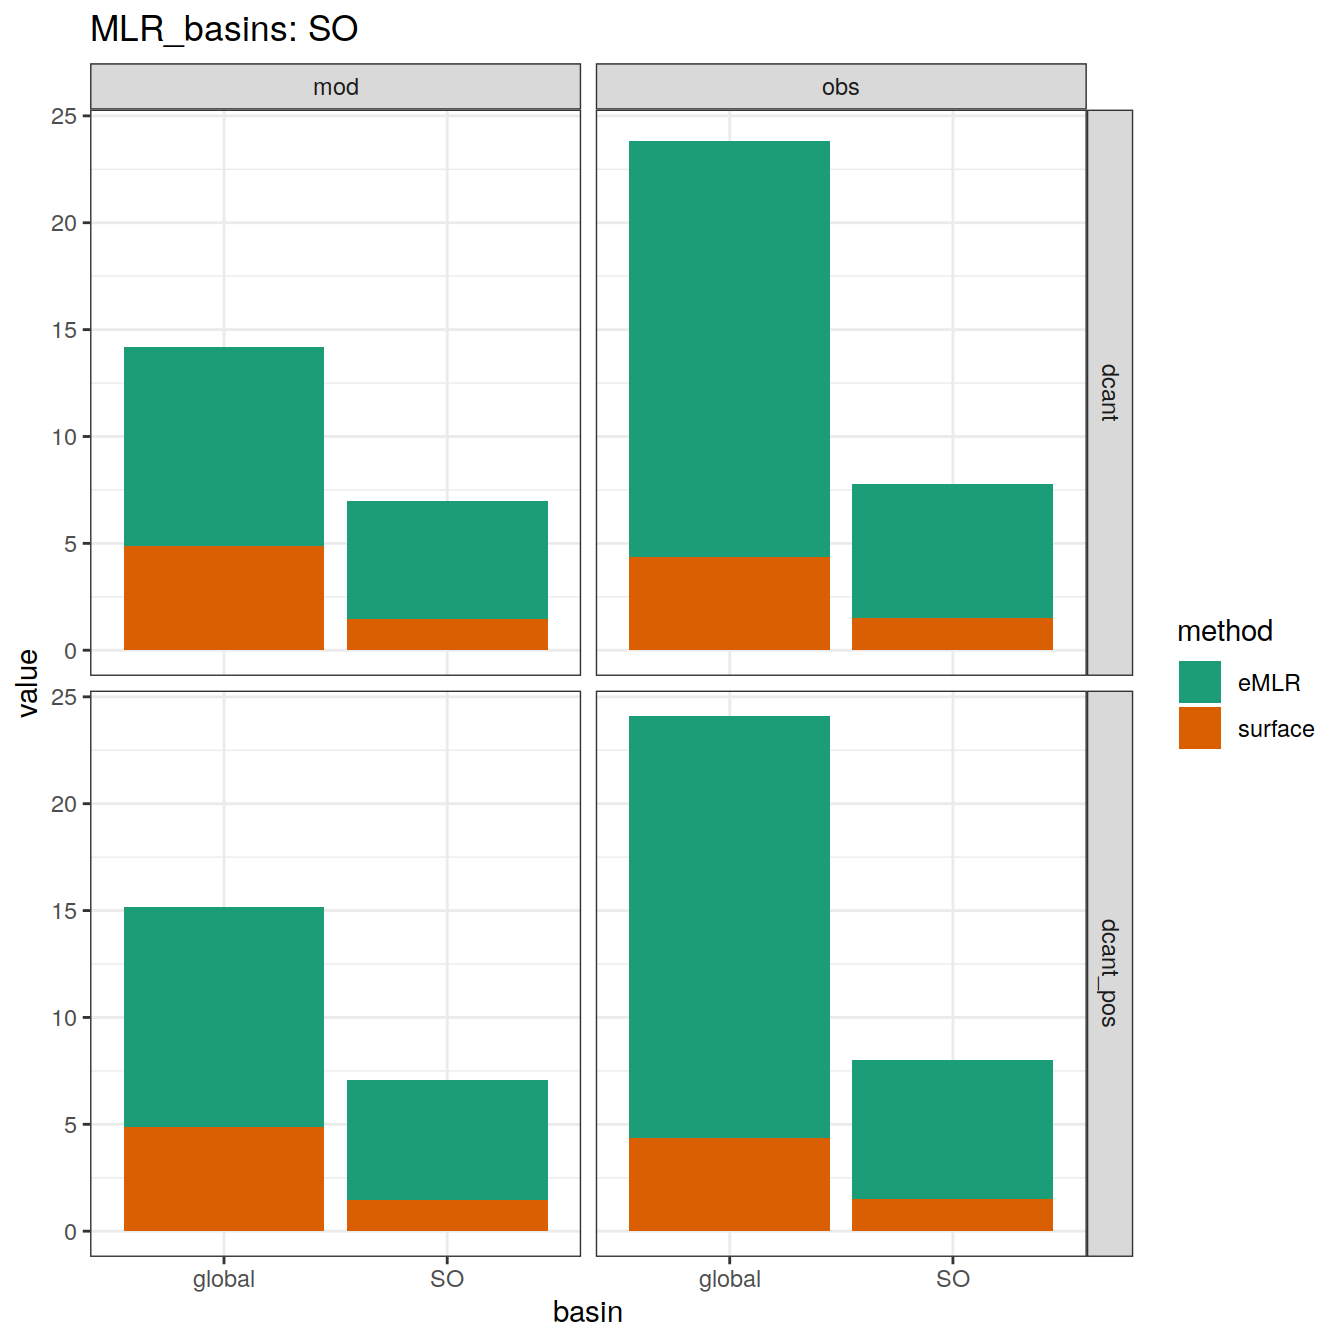 MLR_basins: SO
mod
obs
25
20
15
10
5
0
dcant
25
20
15
10
5
0
dcant_pos
value
global
SO
global
SO
basin
method
eMLR
surface